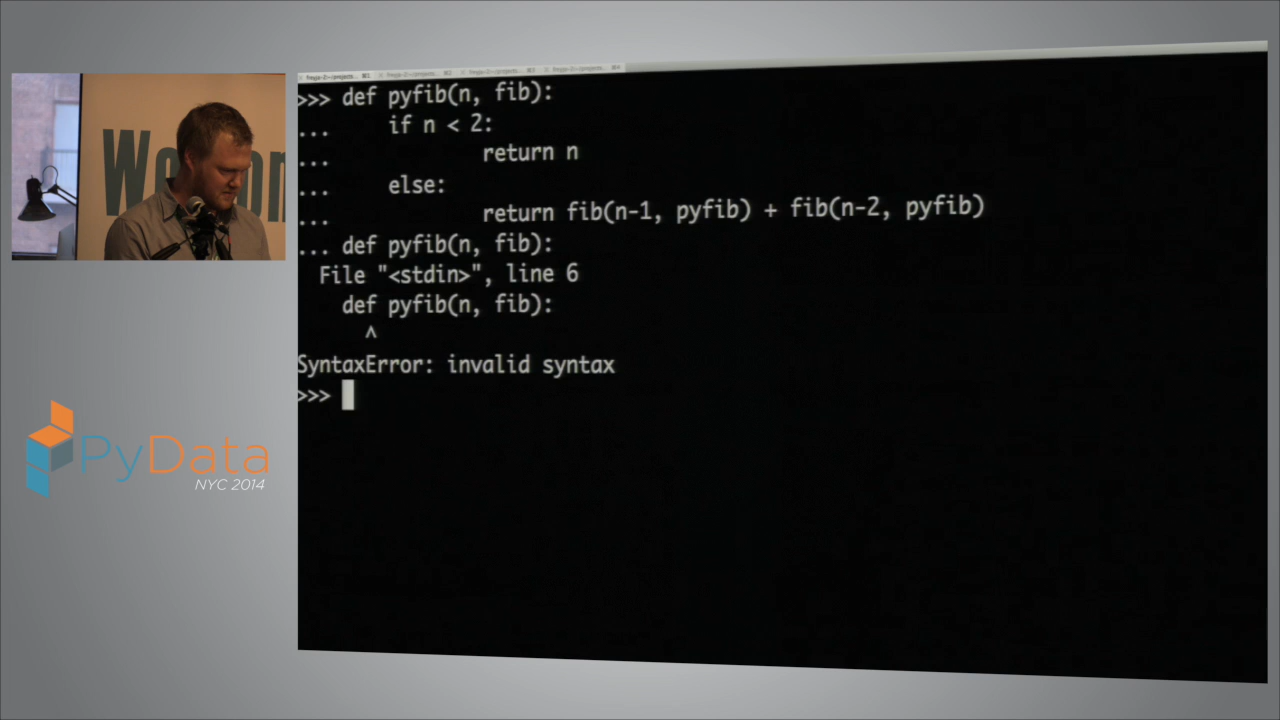 >>> def pyfib(n, fib):
... if n < 2:
... return n
... else:
... return fib(n-1, pyfib) + fib(n-2, pyfib)
... def pyfib(n, fib):
File "<stdin>", line 6
def pyfib(n, fib):
^
SyntaxError: invalid syntax
>>>
PyData
NYC 2014